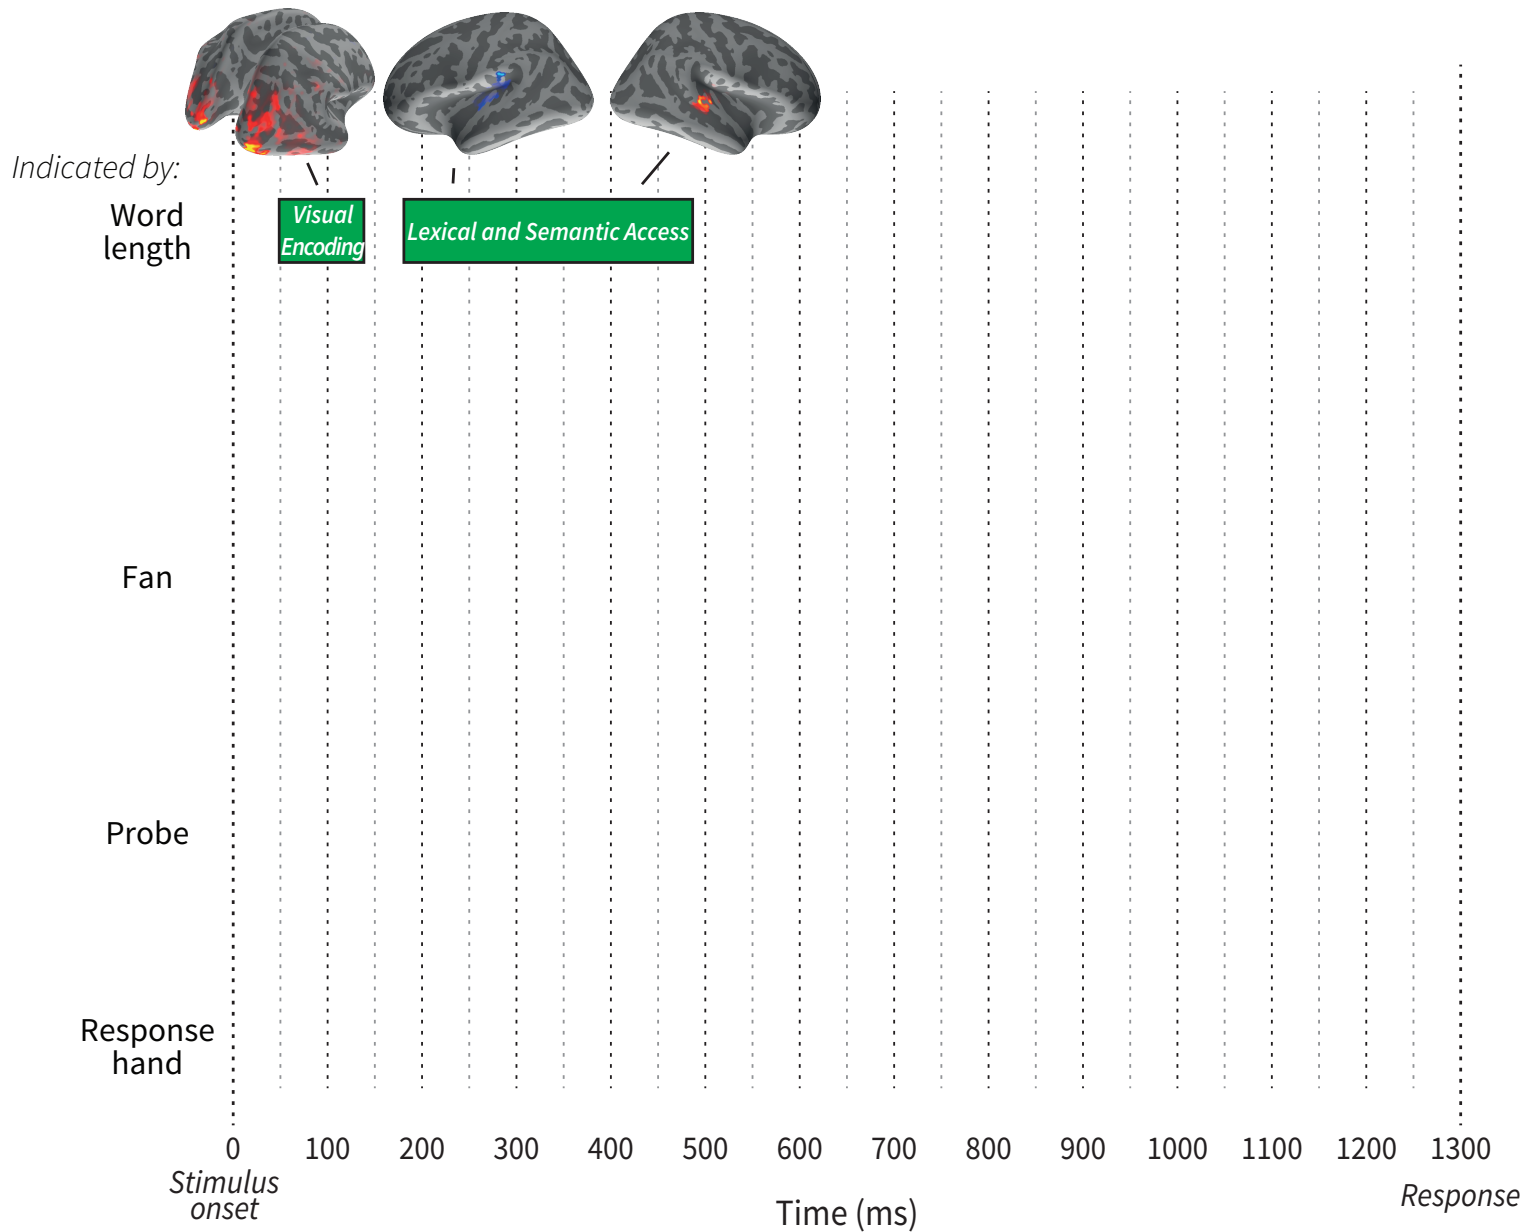 Indicated by:
Word
length
Visual
Encoding
Lexical and Semantic Access
Fan
Probe
Response
hand
0 100 200 300 400 500 600 700 800 900 1000 1100 1200 1300
Stimulus
onset
Response
Time (ms)